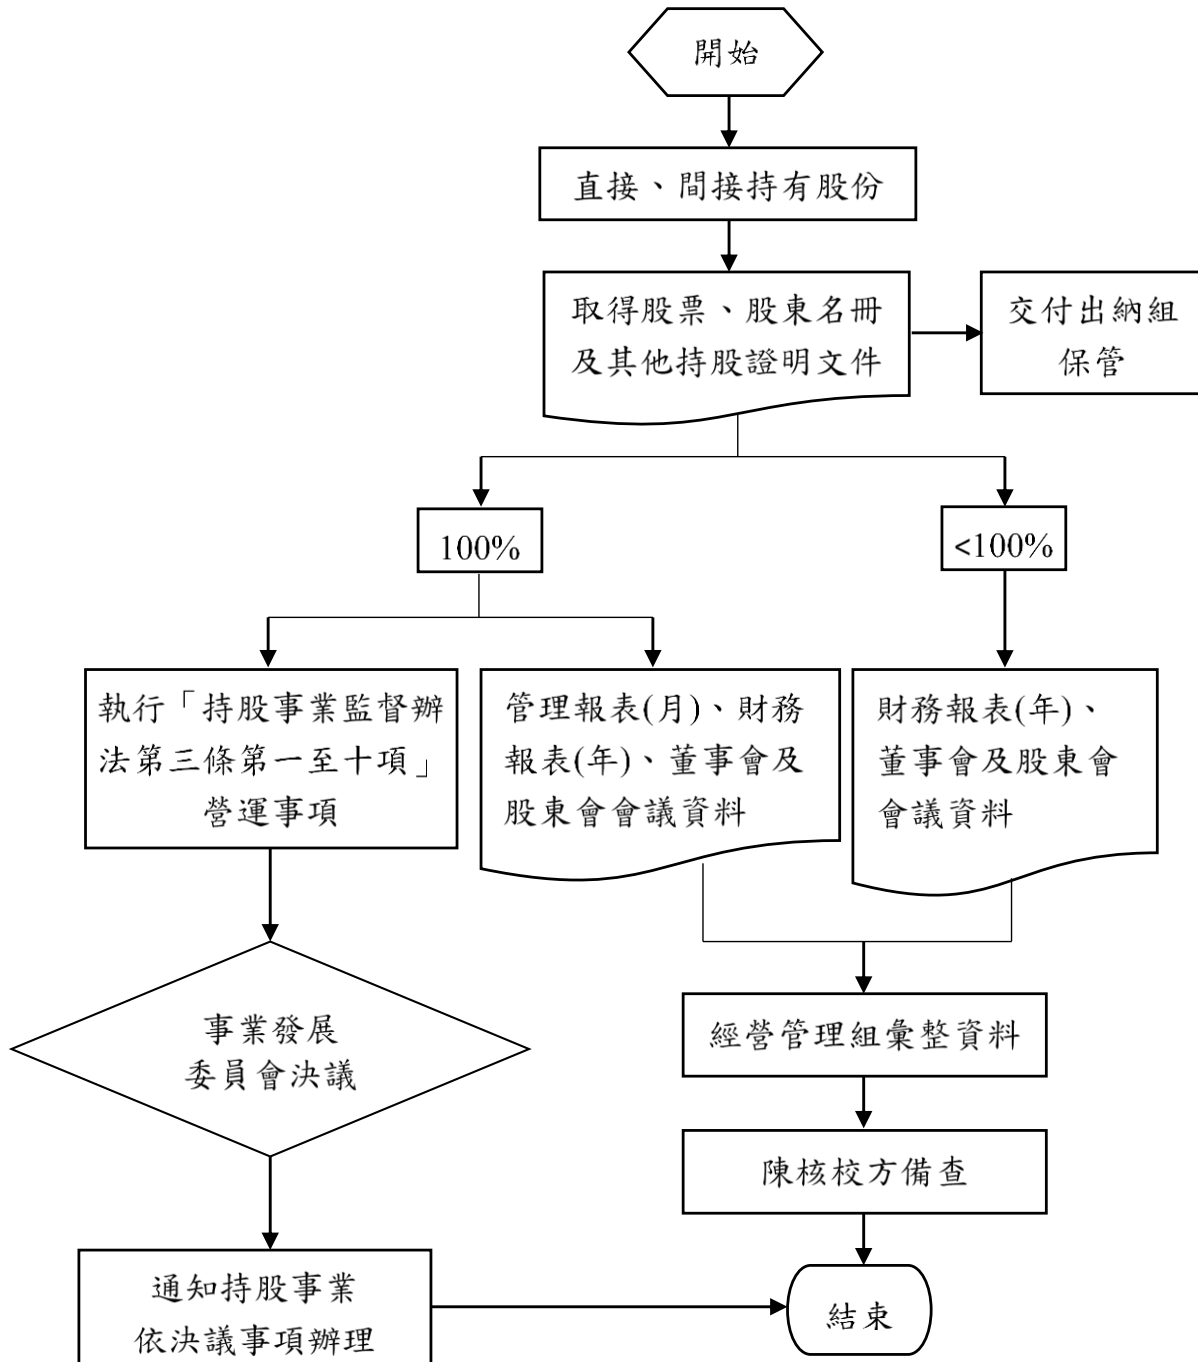 開始
直接、間接持有股份
取得股票、股東名冊
及其他持股證明文件
交付出納組
保管
100%
<100%
執行「持股事業監督辦
法第三條第一至十項」
營運事項
管理報表(月)、財務
報表(年)、董事會及
股東會會議資料
財務報表(年)、
董事會及股東會
會議資料
事業發展
委員會決議
經營管理組彙整資料
陳核校方備查
通知持股事業
依決議事項辦理
結束